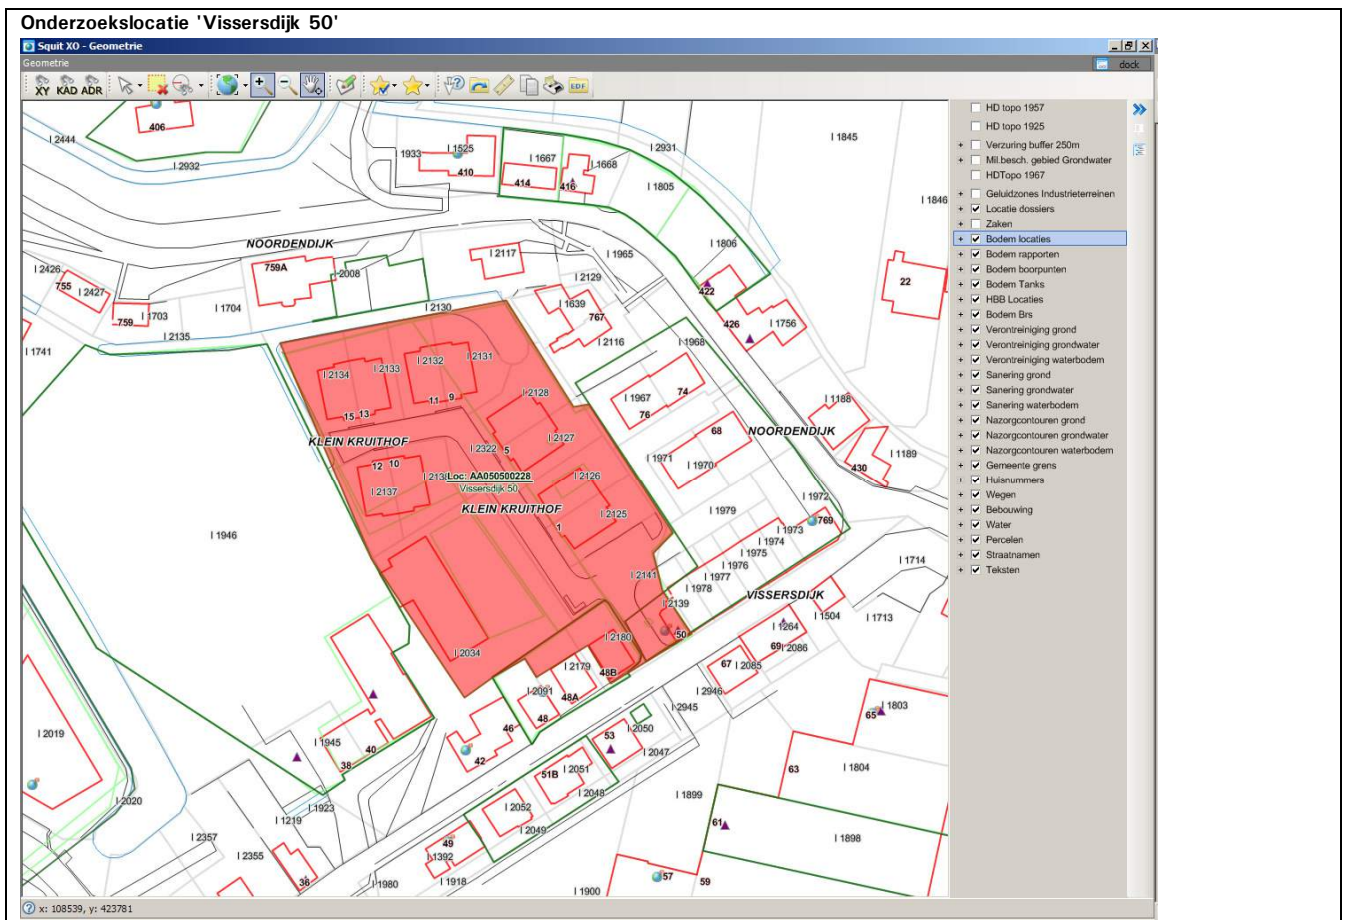 Onderzoekslocatie 'Vissersdijk 50'
Squit XO - Geometrie
Geometrie
dock
XY KAD ADR
EDF
HD topo 1957
HD topo 1925
Verzuring buffer 250m
Mil.besch. gebied Grondwater
HDTopo 1967
Geluidzones Industrieterreinen
Locatie dossiers
Zaken
Bodem locaties
Bodem rapporten
Bodem boorpunten
Bodem Tanks
HBB Locaties
Bodem Brs
Verontreiniging grond
Verontreiniging grondwater
Verontreiniging waterbodem
Sanering grond
Sanering grondwater
Sanering waterbodem
Nazorgcontouren grond
Nazorgcontouren grondwater
Nazorgcontouren waterbodem
Gemeente grens
Huisnummers
Wegen
Bebouwing
Water
Percelen
Straatnamen
Teksten
406
I 2444
I 2932
1933
I 1525
410
I 1667
414
I 1668
416
I 2931
I 1805
I 1845
I 1846
I 1806
NOORDENDIJK
759A
I 2008
I 2117
I 1965
I 2129
I 2426
755
I 2427
759
I 1703
I 1704
I 2135
I 2130
I 1639
767
I 2116
422
426
I 1756
22
I 1741
I 1968
I 2134
I 2133
I 2132
I 2131
15
13
11
9
I 2128
I 1967
76
74
I 1188
KLEIN KRUITHOF
I 2322
5
I 2127
68
NOORDENDIJK
12
10
I 2137
I 2138
Loc: AA050500228
Vissersdijk 50
I 2126
I 1971
I 1970
430
I 1189
KLEIN KRUITHOF
I 2125
1
I 1972
I 1979
I 1946
I 1973
769
I 1974
I 1975
I 1976
I 1977
I 1978
I 1714
I 2141
I 2139
VISSERSDIJK
I 1504
I 1713
50
I 2180
I 1264
69
I 2086
I 2034
I 2179
48B
67
I 2085
I 2091
48A
I 2946
48
I 2945
I 1803
65
46
I 2019
I 1945
40
38
42
53
I 2050
I 2047
51B
I 2051
63
I 1804
I 2020
I 1923
I 1219
I 2048
I 1899
I 2052
61
I 2357
I 2049
I 1898
I 2355
49
I 1392
36
I 1980
I 1918
I 1900
57
59
x: 108539, y: 423781